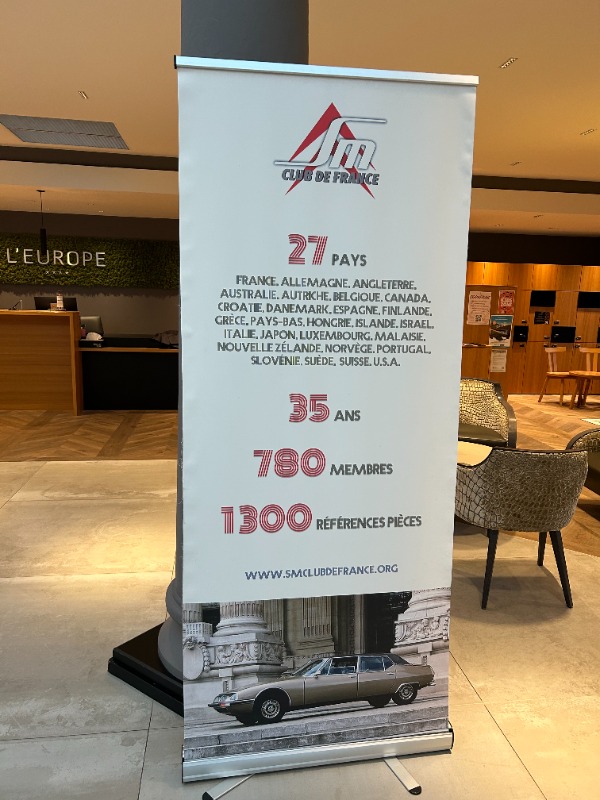 Sm
CLUB DE FRANCE
27 PAYS
FRANCE, ALLEMAGNE, ANGLETERRE,
AUSTRALIE, AUTRICHE, BELGIQUE, CANADA,
CROATIE, DANEMARK, ESPAGNE, FINLANDE,
GRÈCE, PAYS-BAS, HONGRIE, ISLANDE, ISRAEL,
ITALIE, JAPON, LUXEMBOURG, MALAISIE,
NOUVELLE ZÉLANDE, NORVÈGE, PORTUGAL,
SLOVÉNIE, SUÈDE, SUISSE, U.S.A.
35 ANS
780 MEMBRES
1300 RÉFÉRENCES PIÈCES
WWW.SMCLUBDEFRANCE.ORG
L'EUROPE